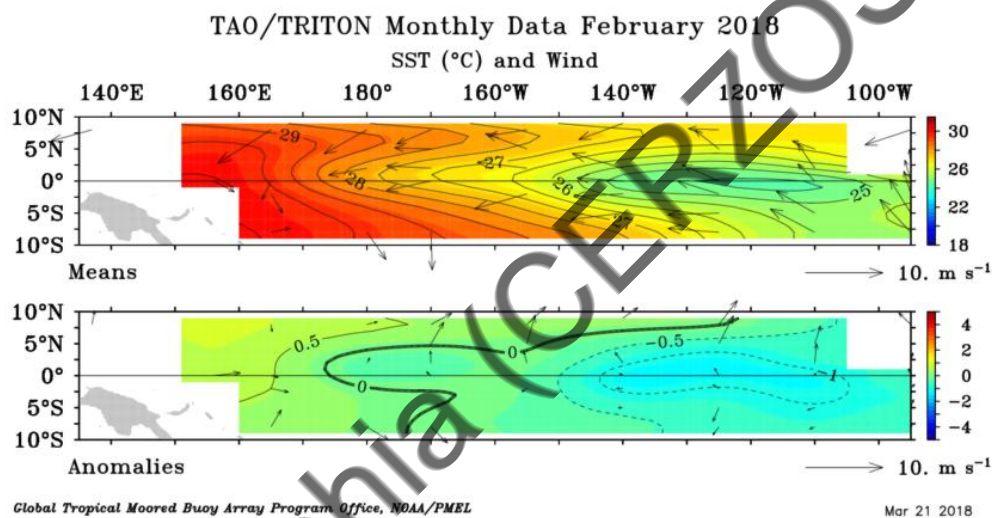 TAO/TRITON Monthly Data February 2018
SST (°C) and Wind
140°E 160°E 180° 160°W 140°W 120°W 100°W
10°N
5°N
0°
5°S
10°S
29
28
27
26
27
25
30
26
22
18
Means
10. m s⁻¹
10°N
5°N
0°
5°S
10°S
0.5
0
0
-0.5
-1
4
2
0
-2
-4
Anomalies
10. m s⁻¹
Global Tropical Moored Buoy Array Program Office, NOAA/PMEL
Mar 21 2018
hia (CERZOS